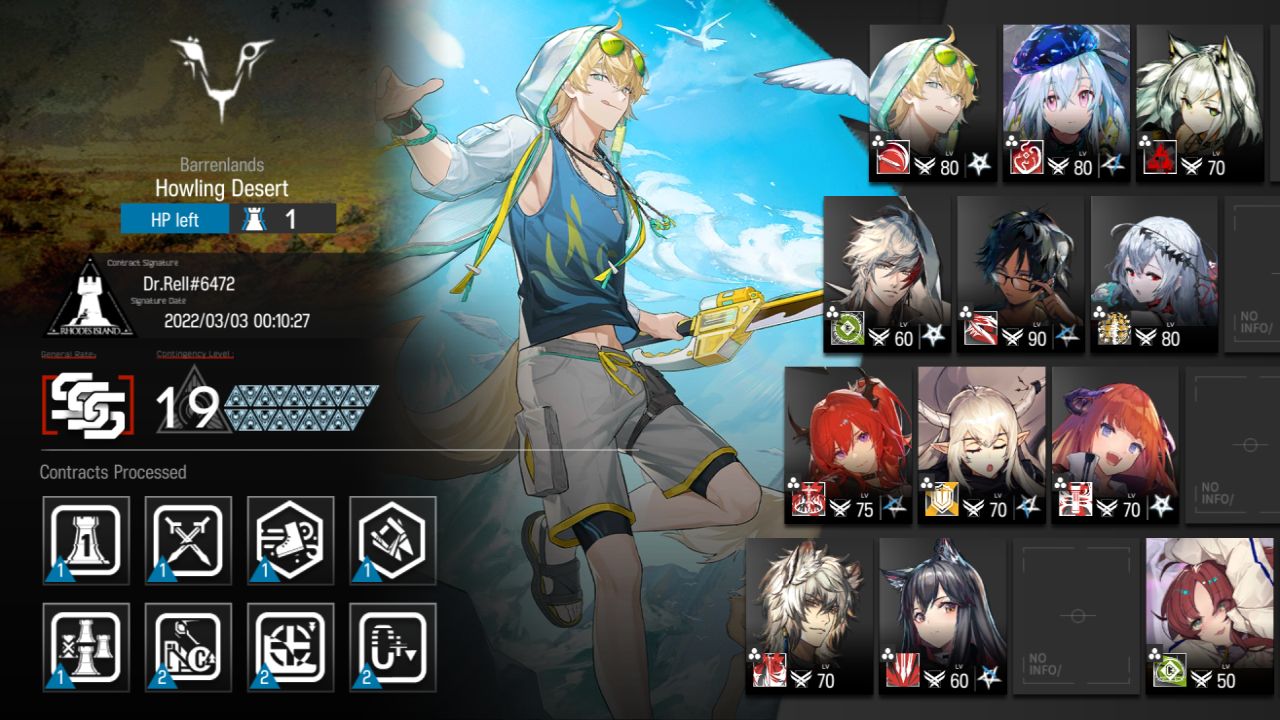 Barrenlands
Howling Desert
HP left 1
Contract Signature
Dr.Rell#6472
Signature Date
2022/03/03 00:10:27
RHODES ISLAND
General Rate:
Contingency Level :
SSS
19
Contracts Processed
1 1 1 1
1 2 2 2
LV 80
LV 80
LV 70
LV 60
LV 90
LV 80
NO INFO/
LV 75
LV 70
LV 70
NO INFO/
LV 70
LV 60
NO INFO/
LV 50